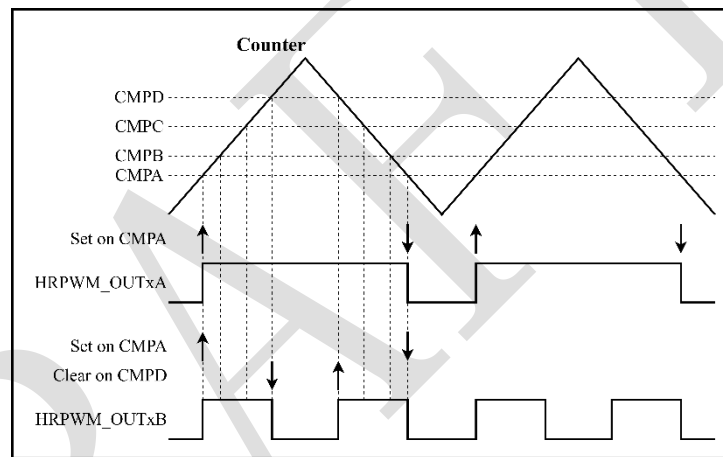 Counter
CMPD
CMPC
CMPB
CMPA
Set on CMPA
HRPWM_OUTxA
Set on CMPA
Clear on CMPD
HRPWM_OUTxB